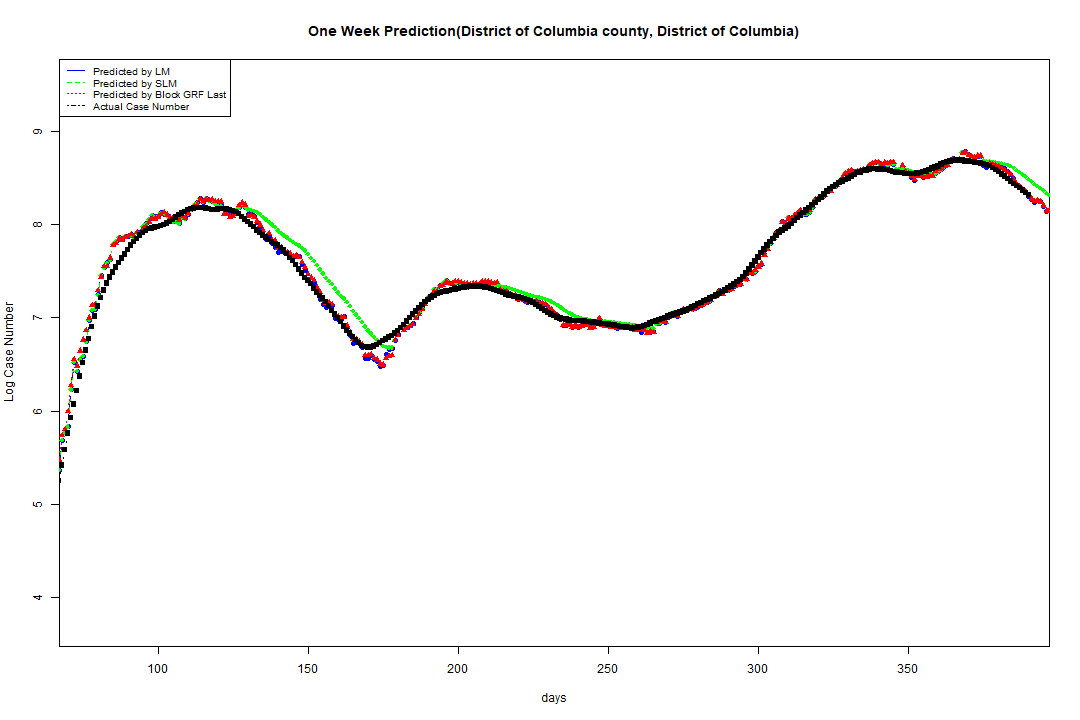 One Week Prediction(District of Columbia county, District of Columbia)
Predicted by LM
Predicted by SLM
Predicted by Block GRF Last
Actual Case Number
9
8
7
6
5
4
Log Case Number
100 150 200 250 300 350
days